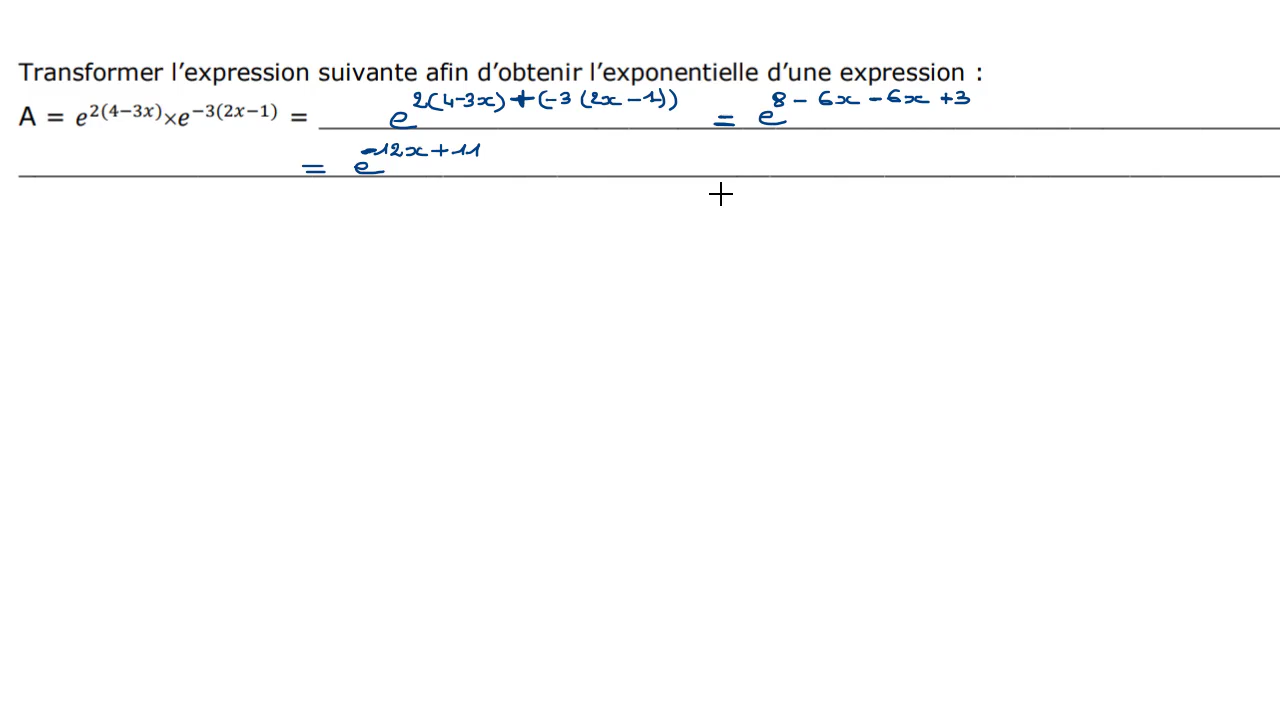 Transformer l’expression suivante afin d’obtenir l’exponentielle d’une expression :
A = e^{2(4−3x)}×e^{−3(2x−1)} = e^{2(4-3x)+(-3(2x-1))} = e^{8-6x-6x+3}
= e^{-12x+11}